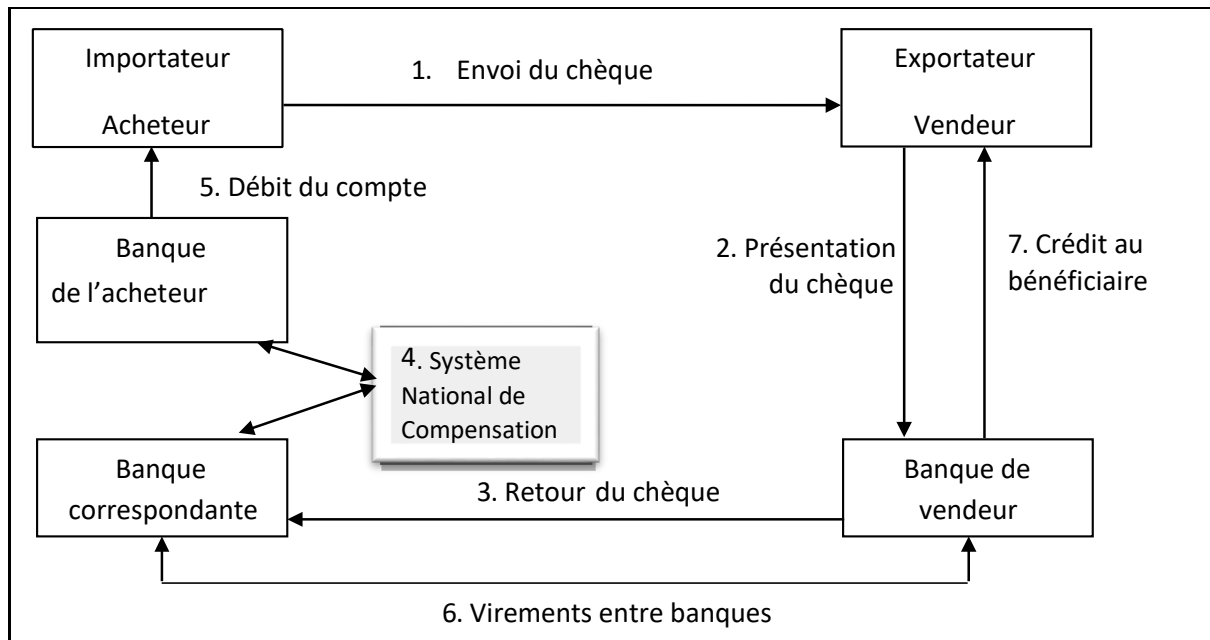 Importateur
Acheteur
1. Envoi du chèque
Exportateur
Vendeur
5. Débit du compte
2. Présentation
du chèque
7. Crédit au
bénéficiaire
Banque
de l’acheteur
4. Système
National de
Compensation
Banque
correspondante
3. Retour du chèque
Banque de
vendeur
6. Virements entre banques